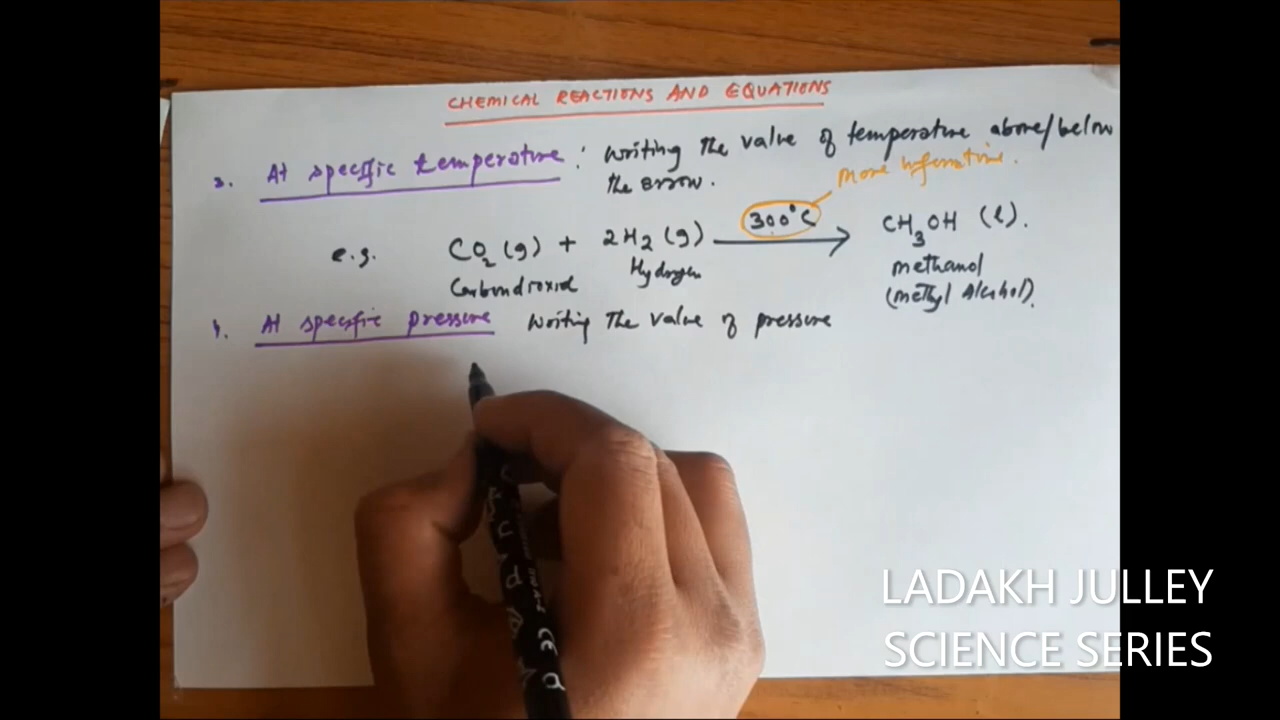 CHEMICAL REACTIONS AND EQUATIONS
3. At specific temperature : Writing the value of temperature above/below
the arrow.
More information.
e.g. CO2 (g) + 2H2 (g) 300°C → CH3OH (l).
Carbondioxid Hydrogen methanol
(methyl Alcohol).
4. At specific pressure Writing the value of pressure
LADAKH JULLEY
SCIENCE SERIES